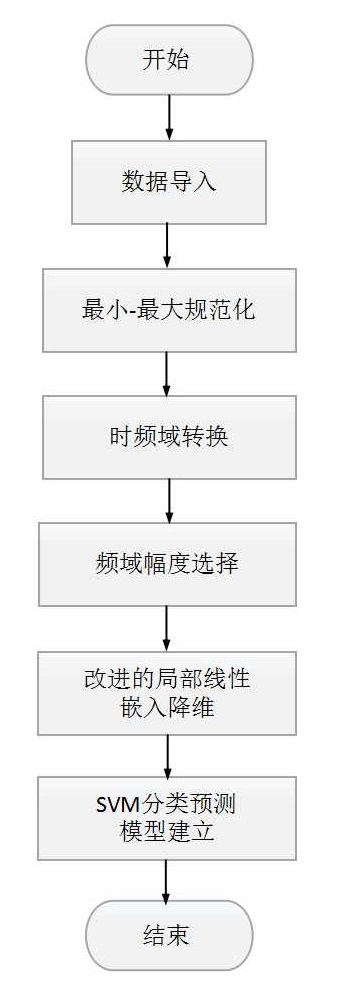 开始
数据导入
最小-最大规范化
时频域转换
频域幅度选择
改进的局部线性
嵌入降维
SVM分类预测
模型建立
结束